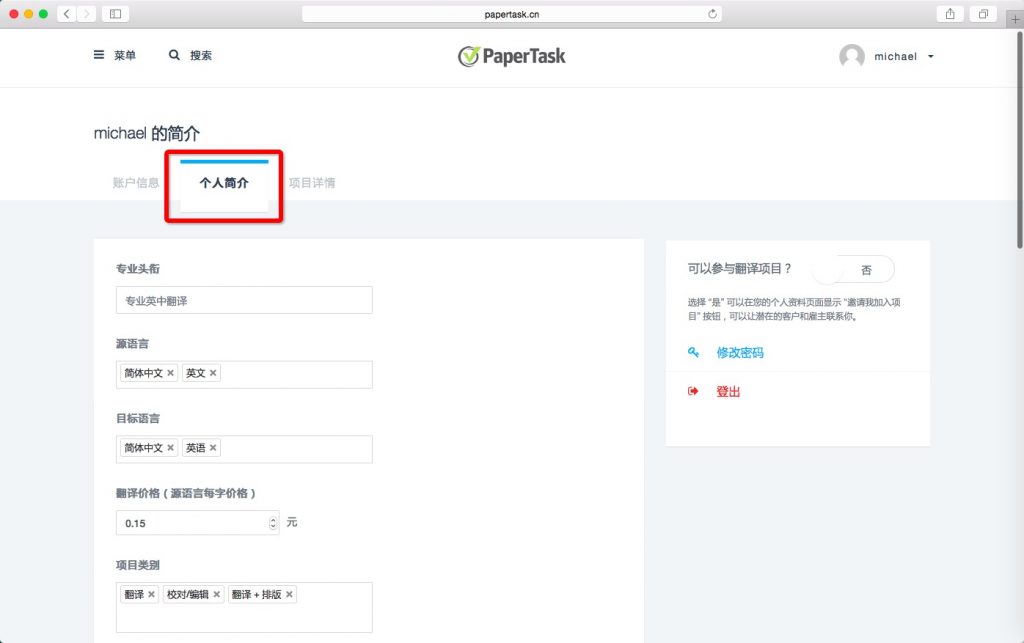 papertask.cn
菜单
搜索
PaperTask
michael
michael 的简介
账户信息
个人简介
项目详情
专业头衔
专业英中翻译
源语言
简体中文 ×
英文 ×
目标语言
简体中文 ×
英语 ×
翻译价格 ( 源语言每字价格 )
0.15
元
项目类别
翻译 ×
校对/编辑 ×
翻译 + 排版 ×
可以参与翻译项目？
否
选择 “是” 可以在您的个人资料页面显示 “邀请我加入项
目” 按钮，可以让潜在的客户和雇主联系你。
修改密码
登出